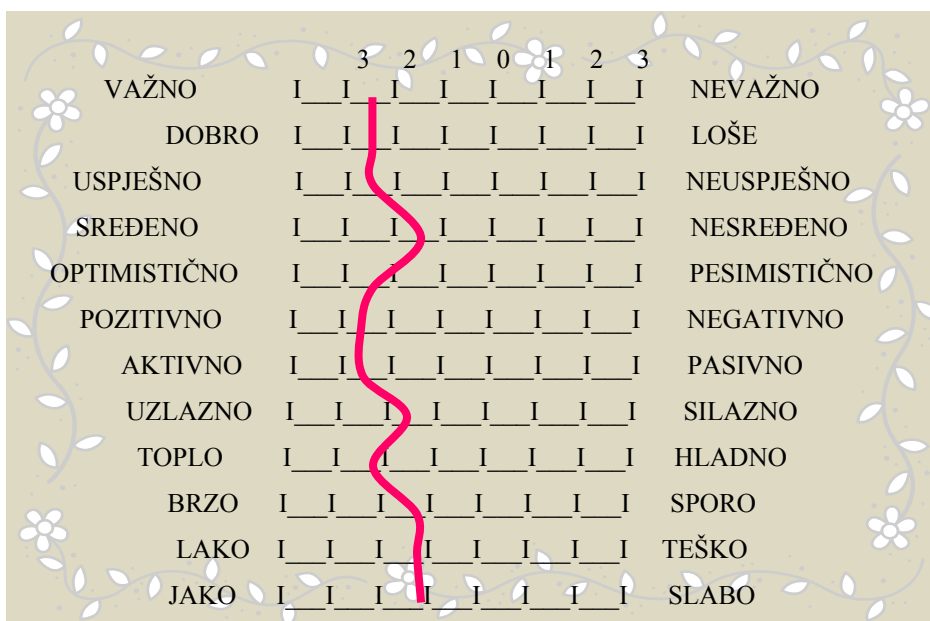 3 2 1 0 1 2 3
VAŽNO I___I___I___I___I___I___I___I NEVAŽNO
DOBRO I___I___I___I___I___I___I___I LOŠE
USPJEŠNO I___I___I___I___I___I___I___I NEUSPJEŠNO
SREĐENO I___I___I___I___I___I___I___I NESREĐENO
OPTIMISTIČNO I___I___I___I___I___I___I___I PESIMISTIČNO
POZITIVNO I___I___I___I___I___I___I___I NEGATIVNO
AKTIVNO I___I___I___I___I___I___I___I PASIVNO
UZLAZNO I___I___I___I___I___I___I___I SILAZNO
TOPLO I___I___I___I___I___I___I___I HLADNO
BRZO I___I___I___I___I___I___I___I SPORO
LAKO I___I___I___I___I___I___I___I TEŠKO
JAKO I___I___I___I___I___I___I___I SLABO